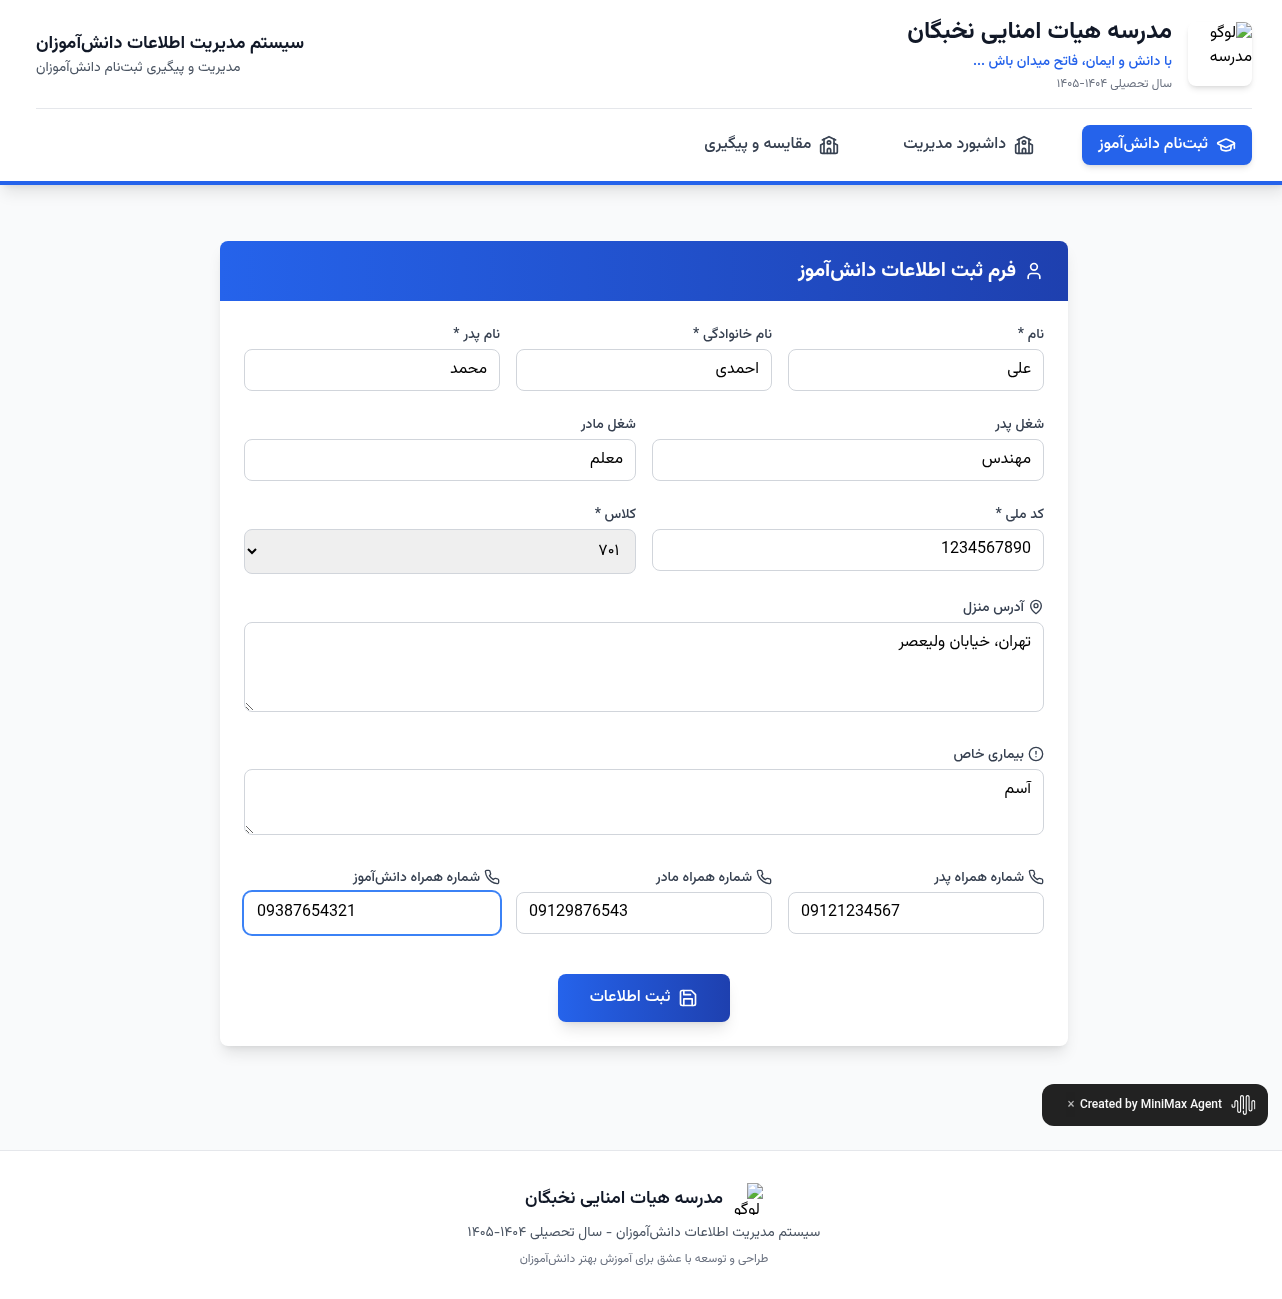 لوگو
مدرسه
مدرسه هیات امنایی نخبگان
با دانش و ایمان، فاتح میدان باش ...
سال تحصیلی ۱۴۰۴-۱۴۰۵
سیستم مدیریت اطلاعات دانش‌آموزان
مدیریت و پیگیری ثبت‌نام دانش‌آموزان
ثبت‌نام دانش‌آموز
داشبورد مدیریت
مقایسه و پیگیری
فرم ثبت اطلاعات دانش‌آموز
نام *
نام خانوادگی *
نام پدر *
علی
احمدی
محمد
شغل پدر
شغل مادر
مهندس
معلم
کد ملی *
کلاس *
1234567890
۷۰۱
آدرس منزل
تهران، خیابان ولیعصر
بیماری خاص
آسم
شماره همراه پدر
شماره همراه مادر
شماره همراه دانش‌آموز
09121234567
09129876543
09387654321
ثبت اطلاعات
Created by MiniMax Agent ×
لوگو
مدرسه هیات امنایی نخبگان
سیستم مدیریت اطلاعات دانش‌آموزان - سال تحصیلی ۱۴۰۴-۱۴۰۵
طراحی و توسعه با عشق برای آموزش بهتر دانش‌آموزان